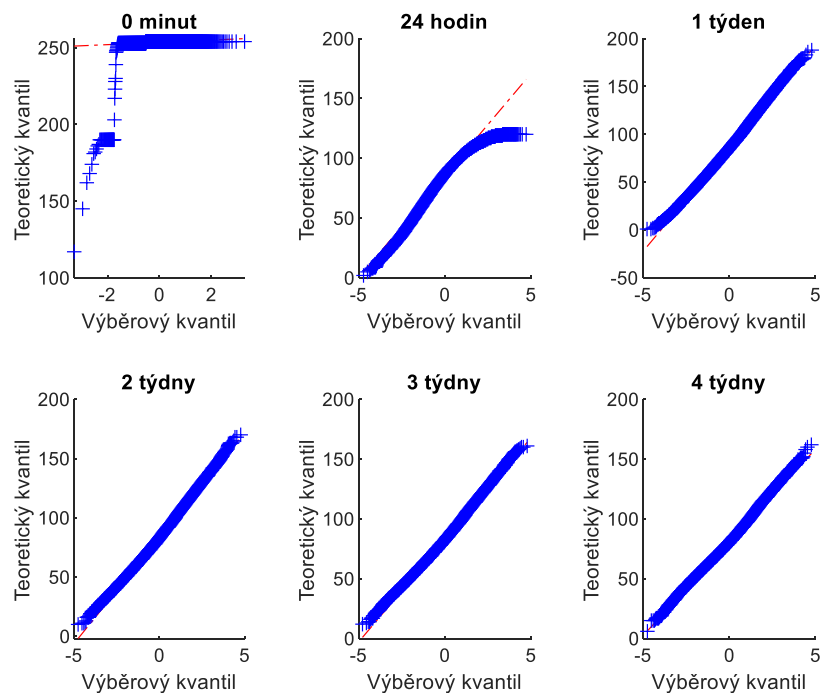 0 minut
250
200
150
100
-2
0
2
Teoretický kvantil
Výběrový kvantil
24 hodin
200
150
100
50
0
-5
0
5
Teoretický kvantil
Výběrový kvantil
1 týden
200
150
100
50
0
-50
-5
0
5
Teoretický kvantil
Výběrový kvantil
2 týdny
200
150
100
50
0
-5
0
5
Teoretický kvantil
Výběrový kvantil
3 týdny
200
150
100
50
0
-5
0
5
Teoretický kvantil
Výběrový kvantil
4 týdny
200
150
100
50
0
-5
0
5
Teoretický kvantil
Výběrový kvantil